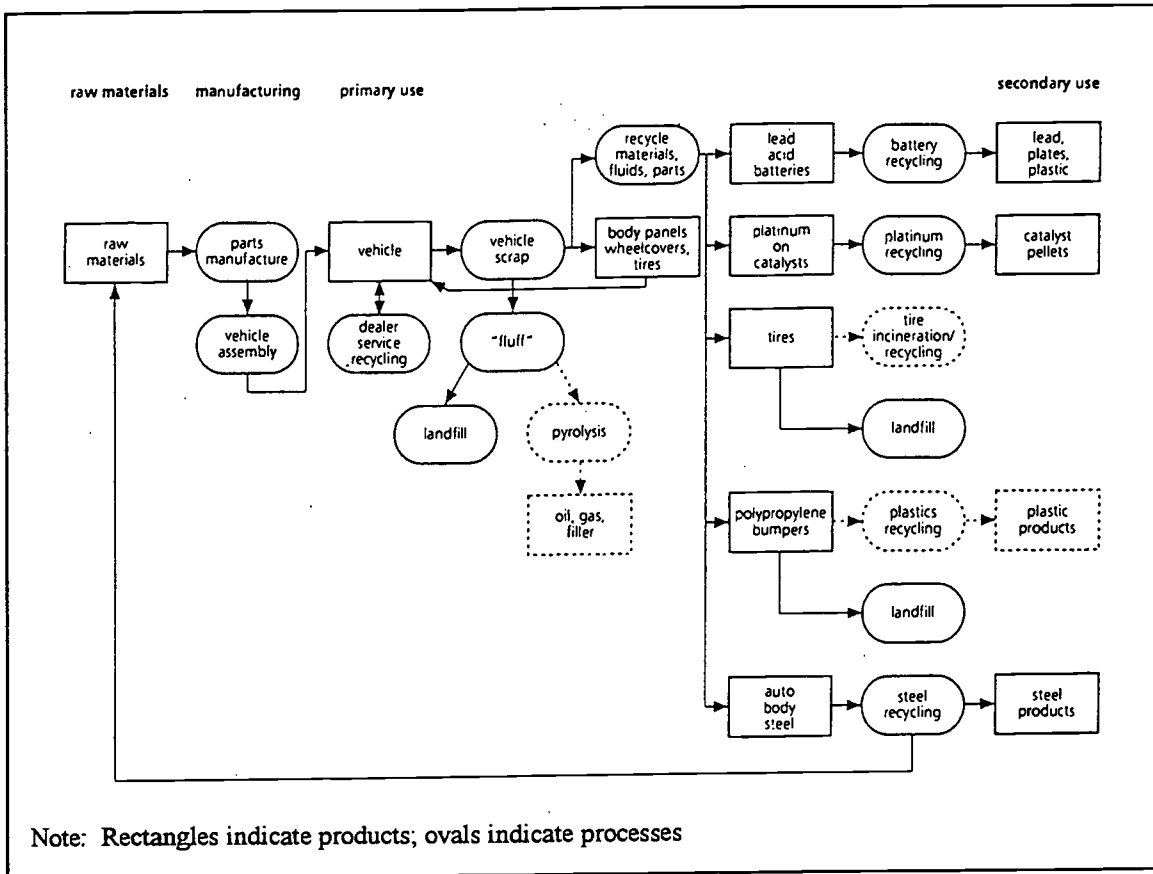 raw materials manufacturing primary use secondary use
recycle
materials,
fluids, parts
lead
acid
batteries
battery
recycling
lead,
plates,
plastic
raw
materials
parts
manufacture
vehicle
vehicle
scrap
body panels
wheelcovers,
tires
platinum
on
catalysts
platinum
recycling
catalyst
pellets
vehicle
assembly
dealer
service
recycling
"fluff"
tires
tire
incineration/
recycling
landfill
pyrolysis
landfill
oil, gas,
filler
polypropylene
bumpers
plastics
recycling
plastic
products
landfill
auto
body
steel
steel
recycling
steel
products
Note: Rectangles indicate products; ovals indicate processes